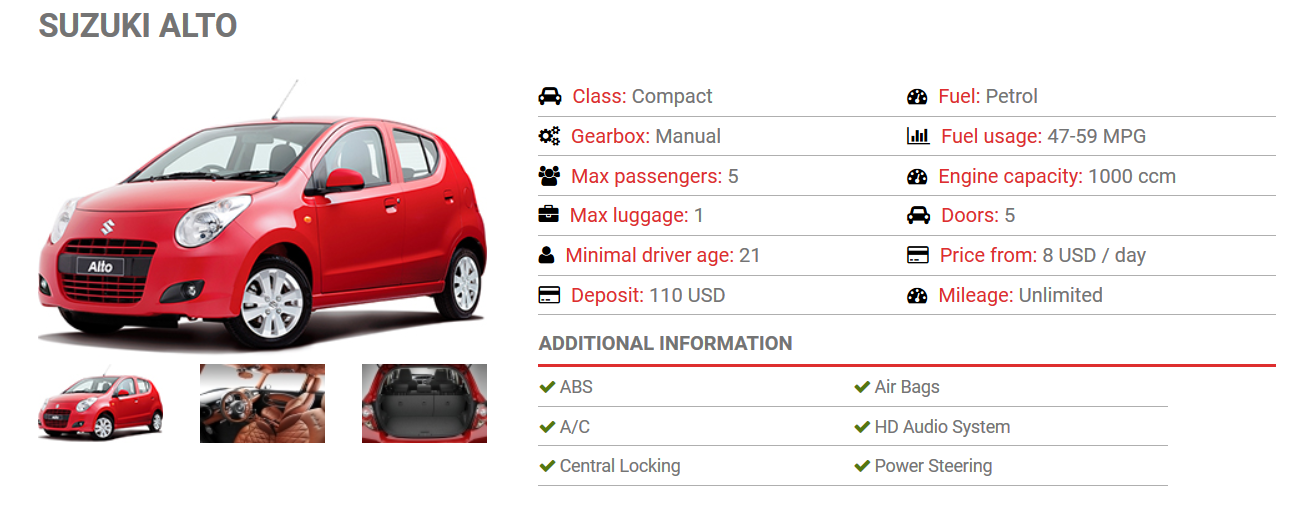 SUZUKI ALTO
Class: Compact
Fuel: Petrol
Gearbox: Manual
Fuel usage: 47-59 MPG
Max passengers: 5
Engine capacity: 1000 ccm
Max luggage: 1
Doors: 5
Minimal driver age: 21
Price from: 8 USD / day
Deposit: 110 USD
Mileage: Unlimited
Alto
ADDITIONAL INFORMATION
ABS
Air Bags
A/C
HD Audio System
Central Locking
Power Steering